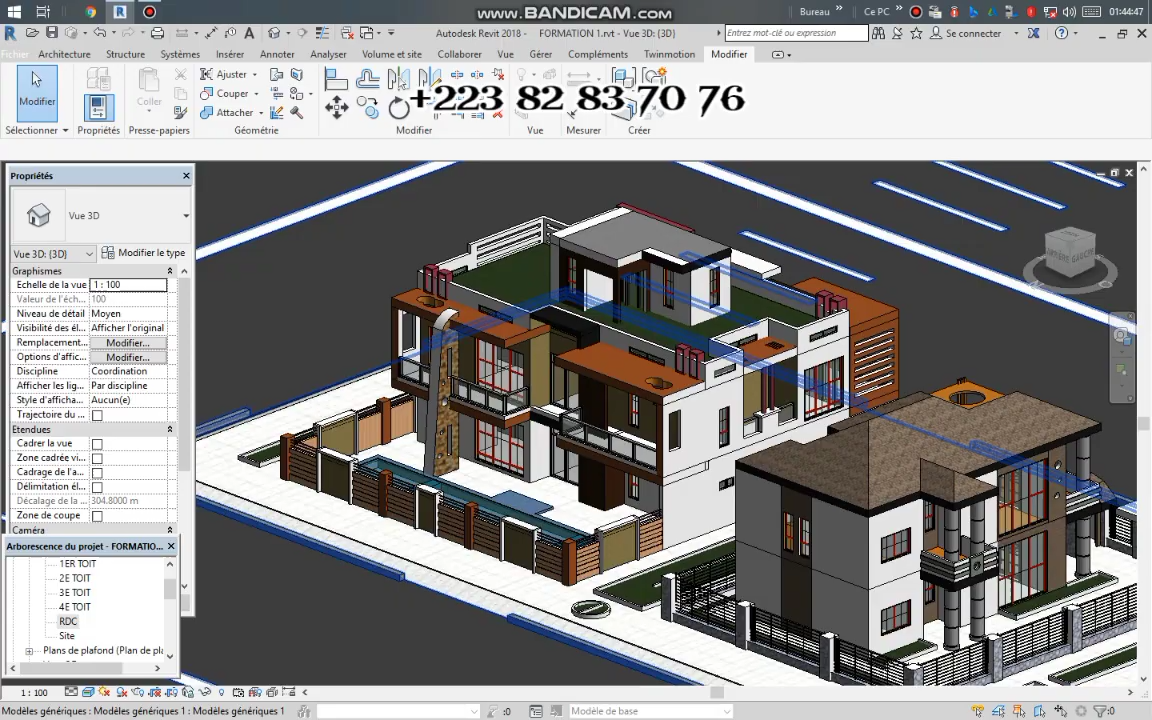 www.BANDICAM.com
Bureau
Ce PC
01:44:47
Autodesk Revit 2018 - FORMATION 1.rvt - Vue 3D: {3D}
Entrez mot-clé ou expression
Se connecter
Fichier Architecture Structure Systèmes Insérer Annoter Analyser Volume et site Collaborer Vue Gérer Compléments Twinmotion Modifier
Modifier
Propriétés
Coller
Ajuster
Couper
Attacher
+223 82 83 70 76
Sélectionner Propriétés Presse-papiers Géométrie Modifier Vue Mesurer Créer
Propriétés
Vue 3D
Vue 3D: {3D}
Modifier le type
Graphismes
Echelle de la vue 1 : 100
Valeur de l'éch... 100
Niveau de détail Moyen
Visibilité des él... Afficher l'original
Remplacement... Modifier...
Options d'affic... Modifier...
Discipline Coordination
Afficher les lig... Par discipline
Style d'afficha... Aucun(e)
Trajectoire du ...
Etendues
Cadrer la vue
Zone cadrée vi...
Cadrage de l'a...
Délimitation él...
Décalage de la ... 304.8000 m
Zone de coupe
Caméra
Arborescence du projet - FORMATIO...
1ER TOIT
2E TOIT
3E TOIT
4E TOIT
RDC
Site
Plans de plafond (Plan de pla
1 : 100
Modèles génériques : Modèles génériques 1 : Modèles génériques 1
:0
Modèle de base
:0